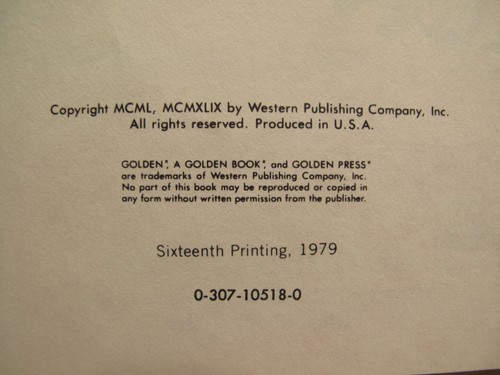 Copyright MCML, MCMXLIX by Western Publishing Company, Inc.
All rights reserved. Produced in U.S.A.
GOLDEN®, A GOLDEN BOOK®, and GOLDEN PRESS®
are trademarks of Western Publishing Company, Inc.
No part of this book may be reproduced or copied in
any form without written permission from the publisher.
Sixteenth Printing, 1979
0-307-10518-0